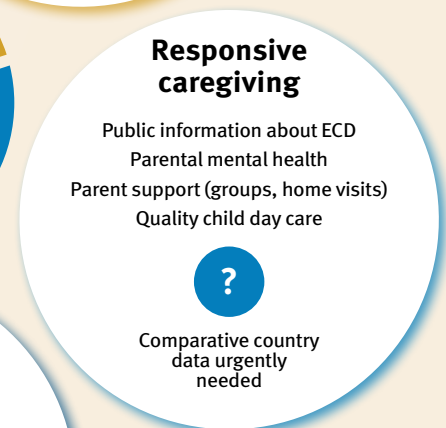 Responsive
caregiving
Public information about ECD
Parental mental health
Parent support (groups, home visits)
Quality child day care
?
Comparative country
data urgently
needed